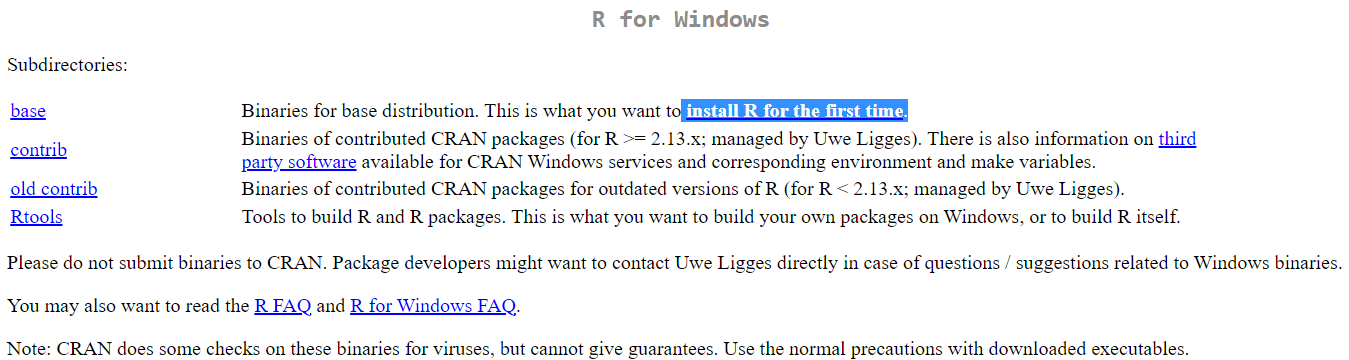 R for Windows
Subdirectories:
base Binaries for base distribution. This is what you want to install R for the first time.
Binaries of contributed CRAN packages (for R >= 2.13.x; managed by Uwe Ligges). There is also information on third
contrib
party software available for CRAN Windows services and corresponding environment and make variables.
old contrib Binaries of contributed CRAN packages for outdated versions of R (for R < 2.13.x; managed by Uwe Ligges).
Rtools Tools to build R and R packages. This is what you want to build your own packages on Windows, or to build R itself.
Please do not submit binaries to CRAN. Package developers might want to contact Uwe Ligges directly in case of questions / suggestions related to Windows binaries.
You may also want to read the R FAQ and R for Windows FAQ.
Note: CRAN does some checks on these binaries for viruses, but cannot give guarantees. Use the normal precautions with downloaded executables.